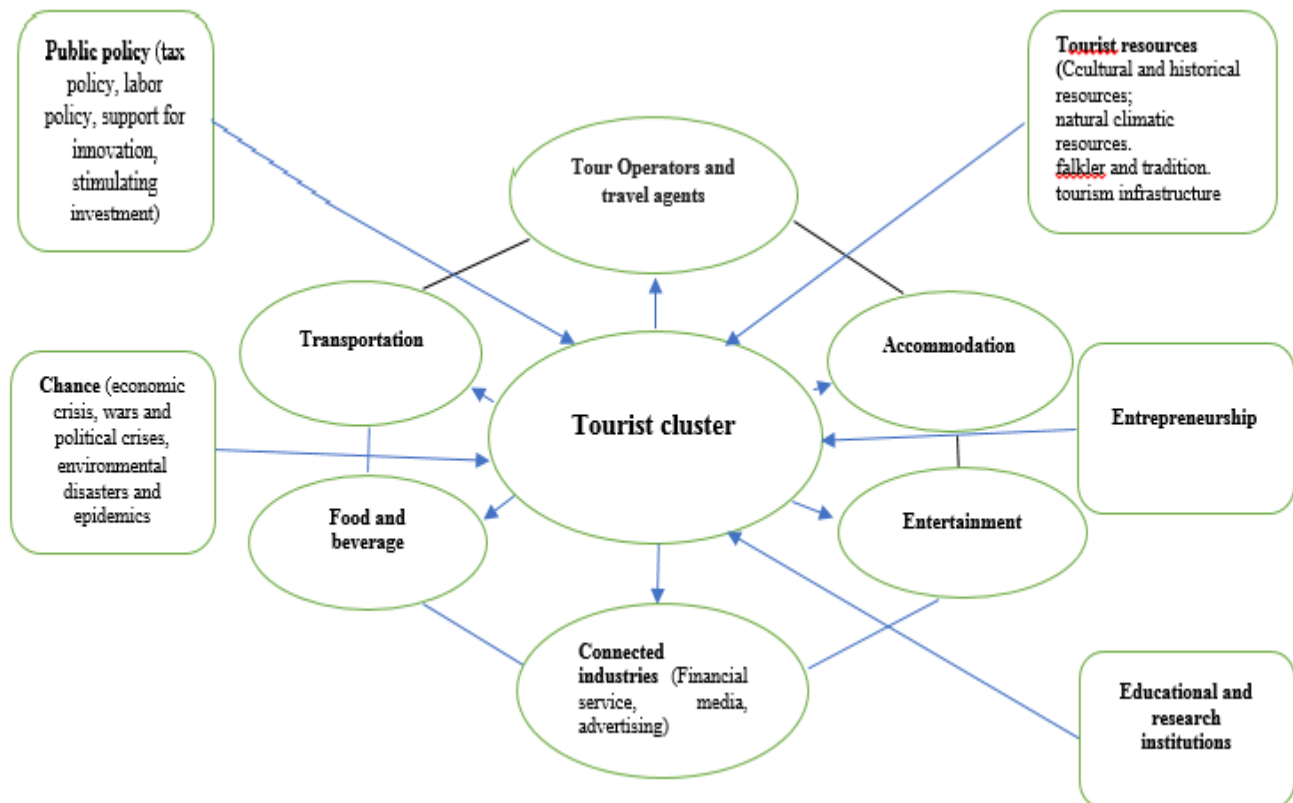 Public policy (tax
policy, labor
policy, support for
innovation,
stimulating
investment)
Tourist resources
(Ccultural and historical
resources;
natural climatic
resources.
falkler and tradition.
tourism infrastructure
Tour Operators and
travel agents
Transportation
Accommodation
Chance (economic
crisis, wars and
political crises,
environmental
disasters and
epidemics
Tourist cluster
Entrepreneurship
Food and
beverage
Entertainment
Connected
industries (Financial
service, media,
advertising)
Educational and
research
institutions